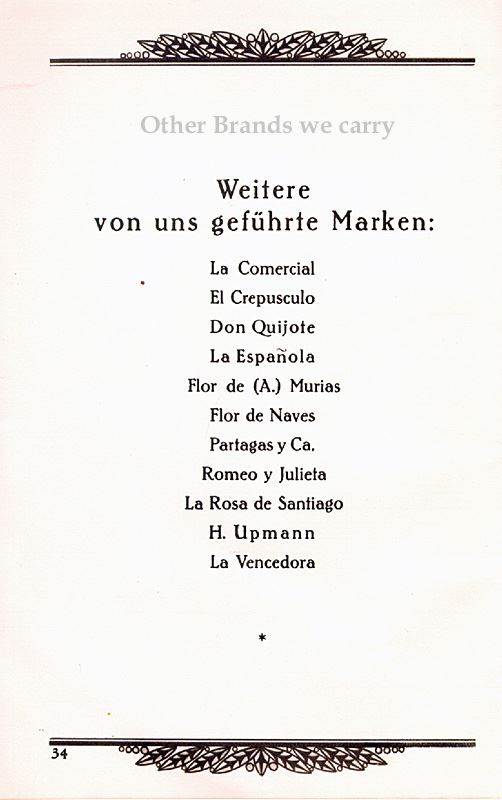 Other Brands we carry
Weitere
von uns geführte Marken:
La Comercial
El Crepusculo
Don Quijote
La Española
Flor de (A.) Murias
Flor de Naves
Partagas y Ca.
Romeo y Julieta
La Rosa de Santiago
H. Upmann
La Vencedora
*
34